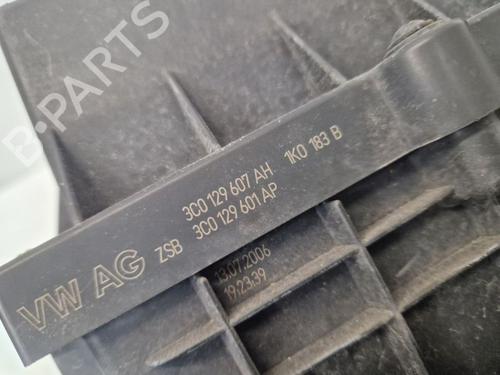 B-PARTS
3C0 129 607 AH 1K0 183 B
VW AG ZSB 3C0 129 601 AP
13.07.2006
19:23:39